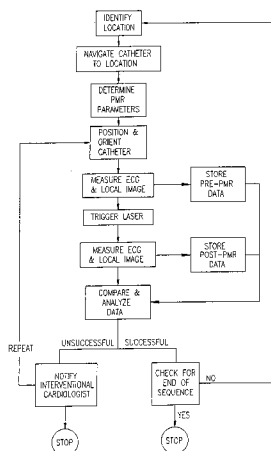 IDENTIFY
LOCATION
NAVIGATE CATHETER
TO LOCATION
DETERMINE
PMR
PARAMETERS
POSITION &
ORIENT
CATHETER
MEASURE ECG
& LOCAL IMAGE
STORE
PRE-PMR
DATA
TRIGGER LASER
MEASURE ECG
& LOCAL IMAGE
STORE
POST-PMR
DATA
COMPARE &
ANALYZE
DATA
UNSUCCESSFUL
SUCCESSFUL
REPEAT
NOTIFY
INTERVENTIONAL
CARDIOLOGIST
CHECK FOR
END OF
SEQUENCE
NO
YES
STOP
STOP